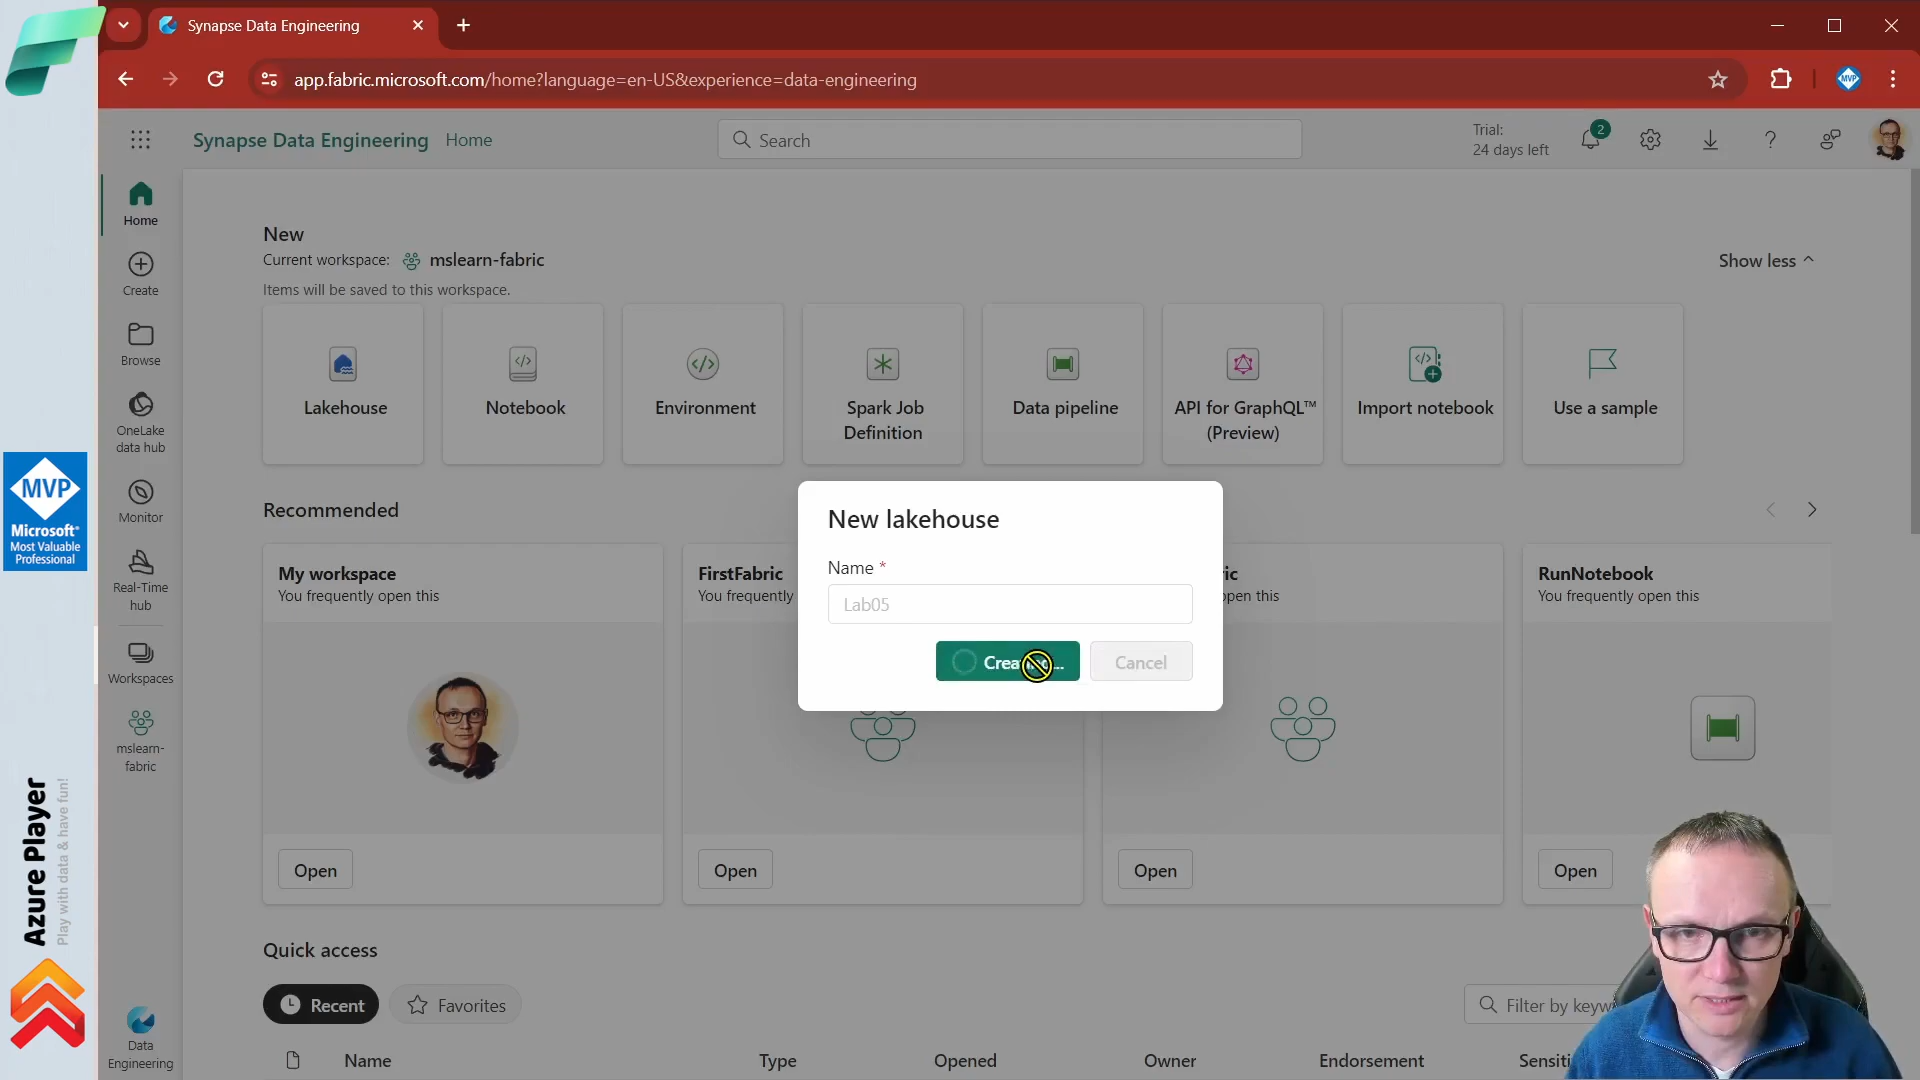 Synapse Data Engineering
app.fabric.microsoft.com/home?language=en-US&experience=data-engineering
Synapse Data Engineering Home
Search
Trial:
24 days left
2
Home
Create
Browse
OneLake
data hub
Monitor
Real-Time
hub
Workspaces
mslearn-
fabric
Data
Engineering
New
Current workspace: mslearn-fabric
Items will be saved to this workspace.
Show less
Lakehouse
Notebook
Environment
Spark Job
Definition
Data pipeline
API for GraphQL™
(Preview)
Import notebook
Use a sample
Recommended
My workspace
You frequently open this
Open
FirstFabric
You frequently
Open
ric
open this
Open
RunNotebook
You frequently open this
Open
New lakehouse
Name *
Lab05
Cancel
Quick access
Recent
Favorites
Filter by keyw
Name Type Opened Owner Endorsement Sensiti
MVP
Microsoft®
Most Valuable
Professional
MVP
Azure Player
Play with data & have fun!